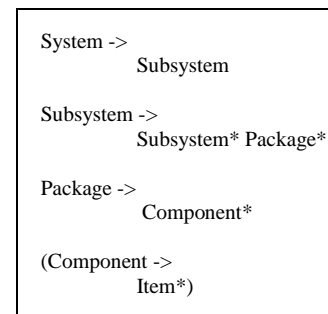 System ->
Subsystem
Subsystem ->
Subsystem* Package*
Package ->
Component*
(Component ->
Item*)